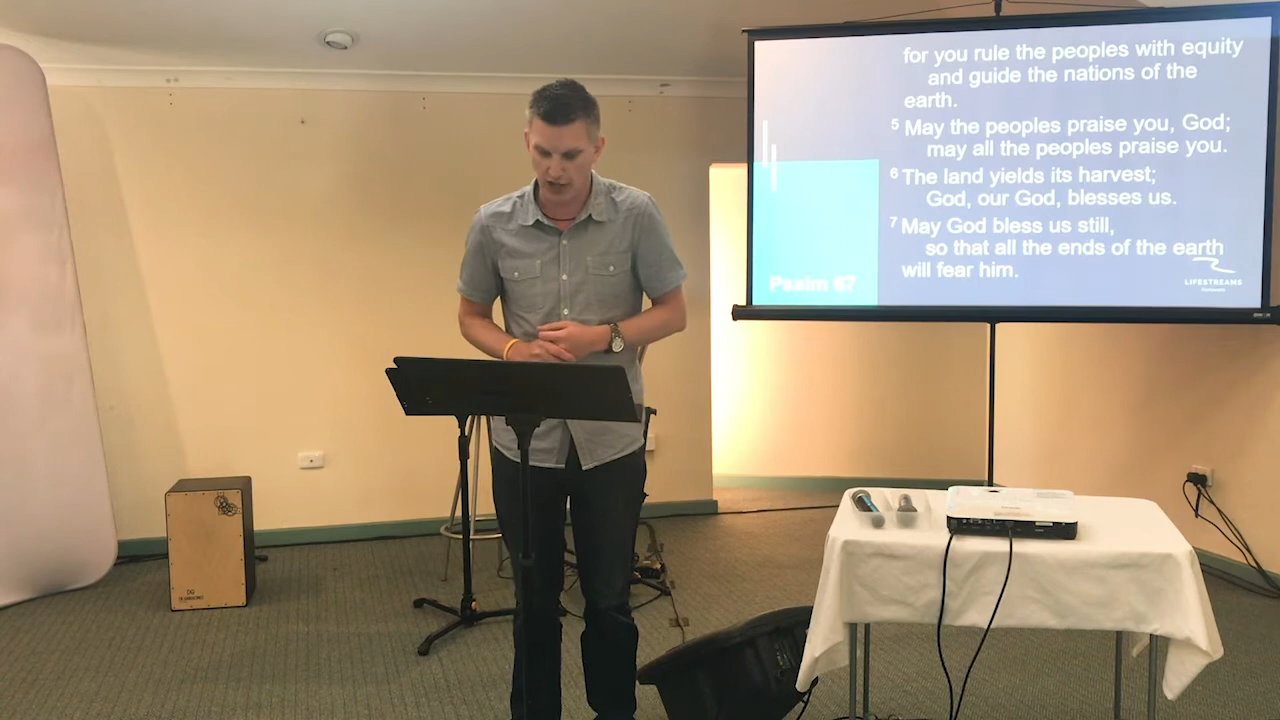 for you rule the peoples with equity
and guide the nations of the
earth.
5 May the peoples praise you, God;
may all the peoples praise you.
6 The land yields its harvest;
God, our God, blesses us.
7 May God bless us still,
so that all the ends of the earth
will fear him.
Psalm 67
LIFESTREAMS